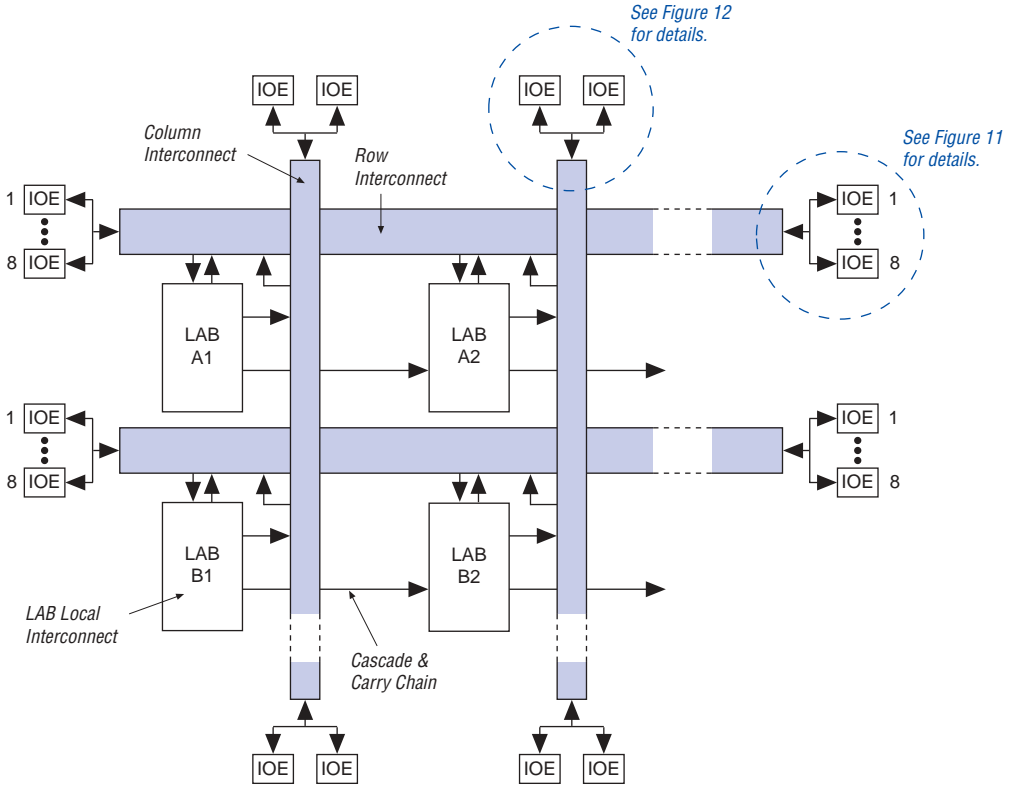 See Figure 12
for details.
IOE IOE IOE IOE
Column
Interconnect
Row
Interconnect
See Figure 11
for details.
1 IOE IOE 1
8 IOE IOE 8
LAB
A1
LAB
A2
1 IOE IOE 1
8 IOE IOE 8
LAB
B1
LAB
B2
LAB Local
Interconnect
Cascade &
Carry Chain
IOE IOE IOE IOE